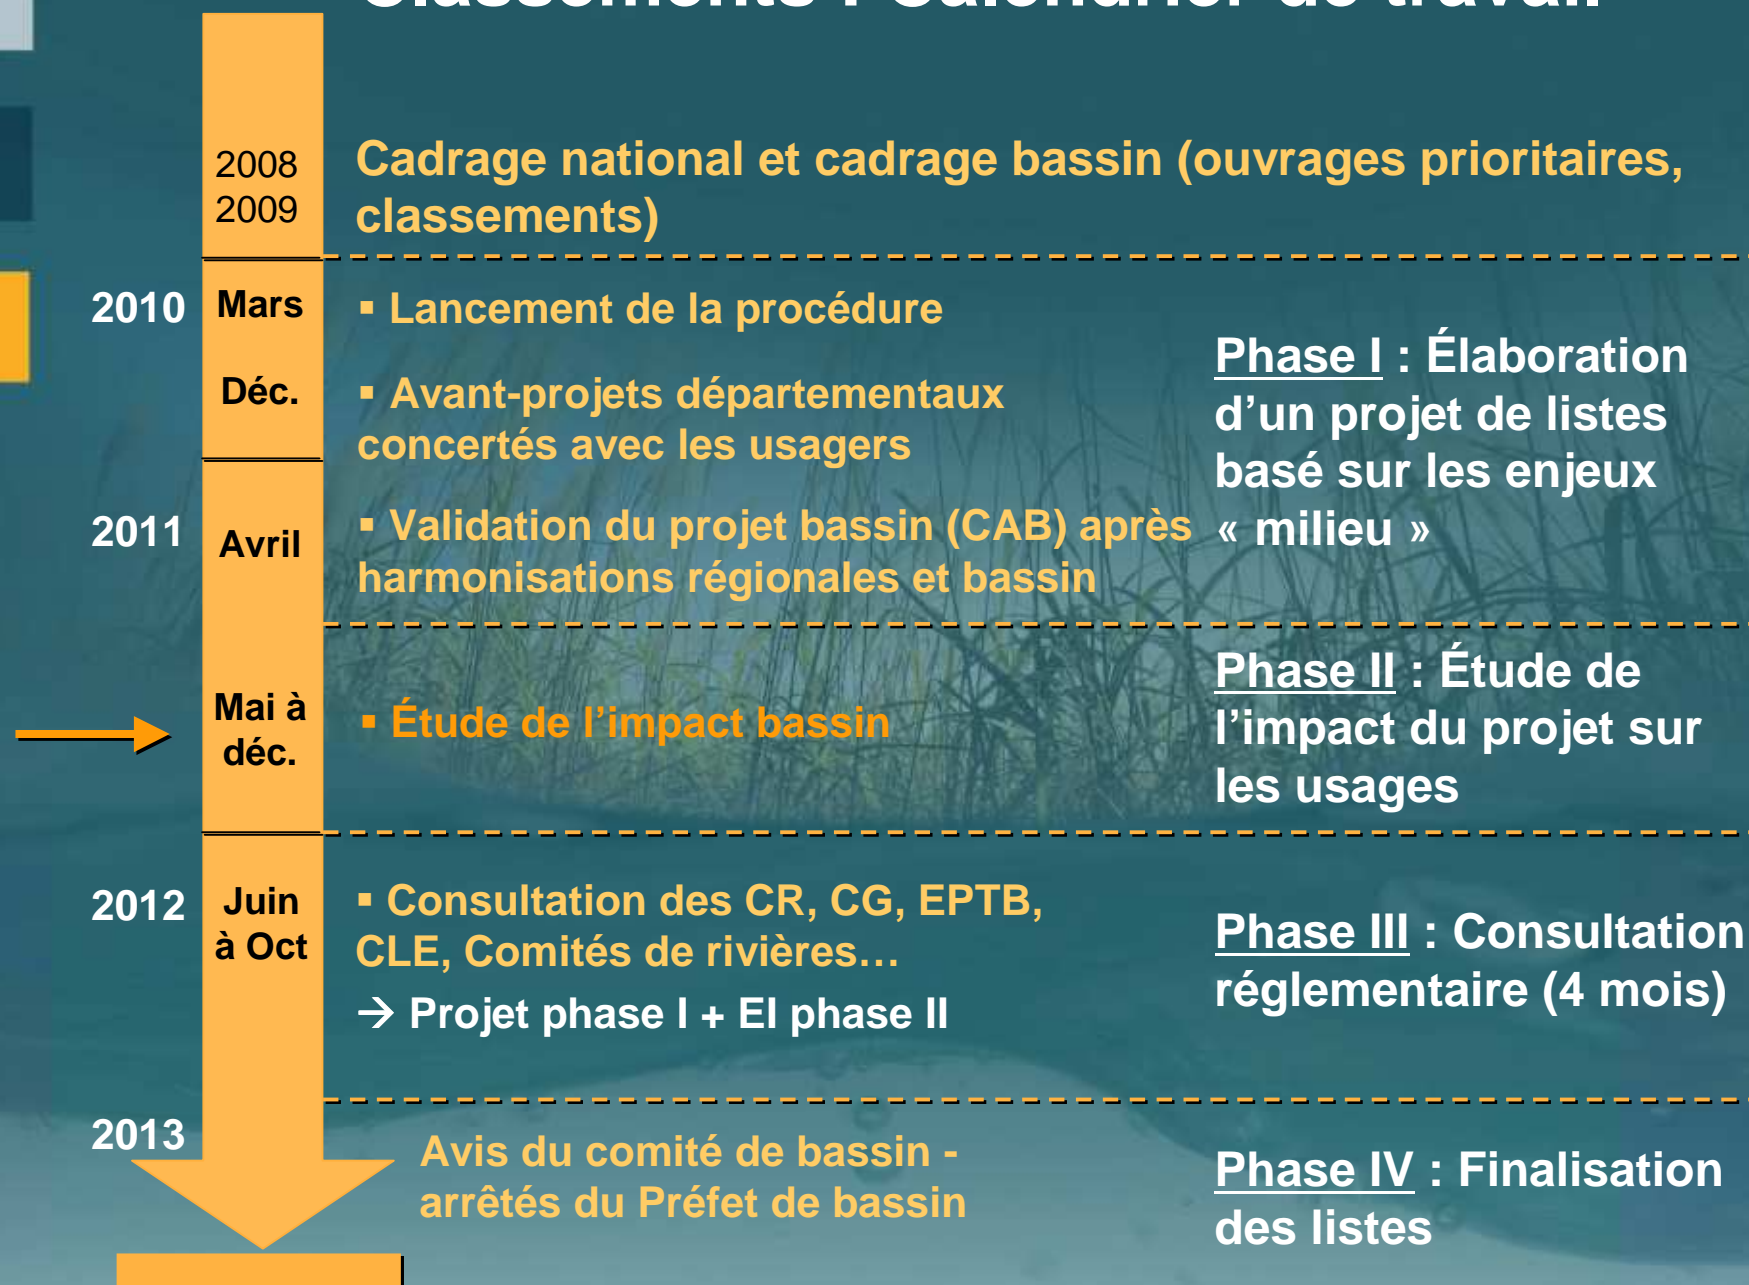 Classements : Calendrier de travail
2008
2009
Cadrage national et cadrage bassin (ouvrages prioritaires,
classements)
2010
Mars
▪ Lancement de la procédure
Déc.
▪ Avant-projets départementaux
concertés avec les usagers
Phase I : Élaboration
d’un projet de listes
basé sur les enjeux
« milieu »
2011
Avril
▪ Validation du projet bassin (CAB) après
harmonisations régionales et bassin
Mai à
déc.
▪ Étude de l’impact bassin
Phase II : Étude de
l’impact du projet sur
les usages
2012
Juin
à Oct
▪ Consultation des CR, CG, EPTB,
CLE, Comités de rivières…
→ Projet phase I + EI phase II
Phase III : Consultation
réglementaire (4 mois)
2013
Avis du comité de bassin -
arrêtés du Préfet de bassin
Phase IV : Finalisation
des listes